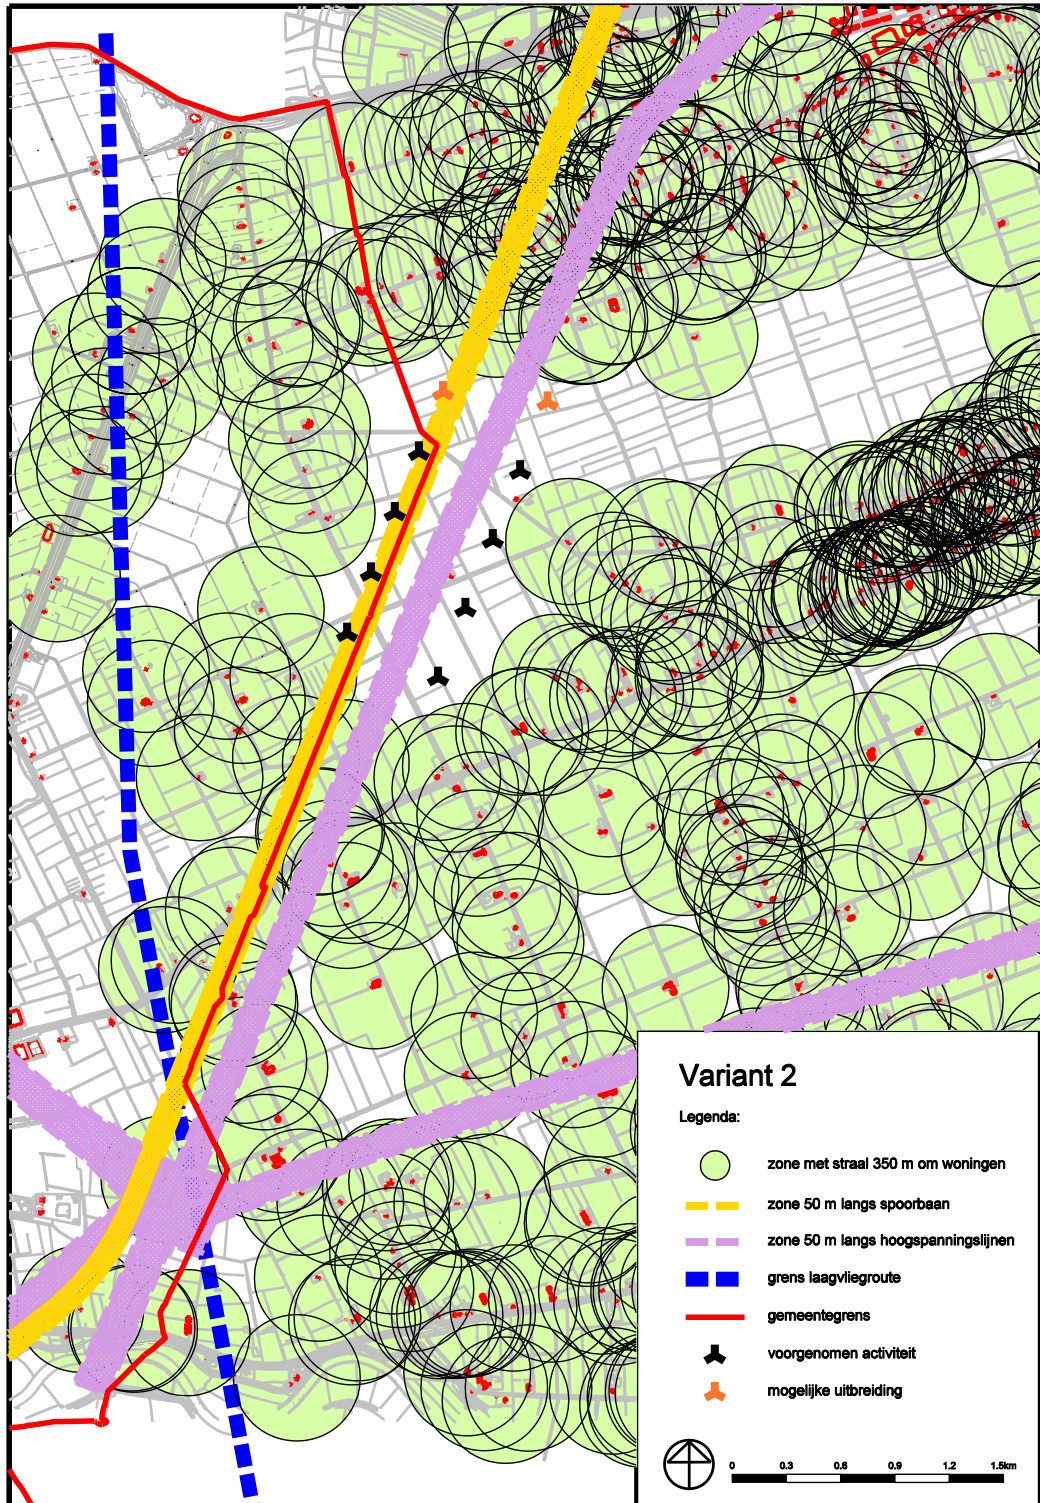 Variant 2
Legenda:
zone met straal 350 m om woningen
zone 50 m langs spoorbaan
zone 50 m langs hoogspanningslijnen
grens laagvliegroute
gemeentegrens
voorgenomen activiteit
mogelijke uitbreiding
0 0.3 0.6 0.9 1.2 1.5km